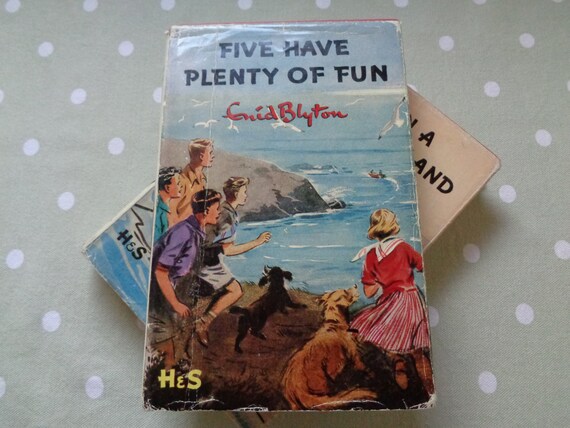 FIVE HAVE
PLENTY OF FUN
Enid Blyton
H&S
A
AND
H&S